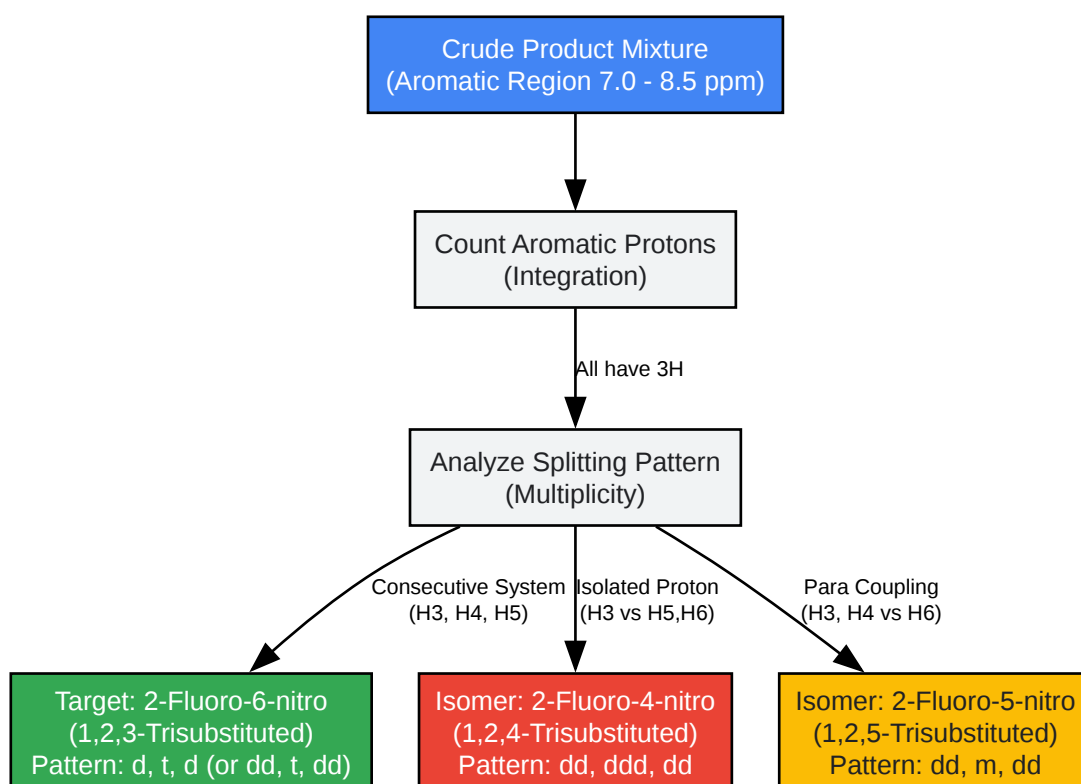 Crude Product Mixture
(Aromatic Region 7.0 - 8.5 ppm)
Count Aromatic Protons
(Integration)
All have 3H
Analyze Splitting Pattern
(Multiplicity)
Consecutive System
(H3, H4, H5)
Isolated Proton
(H3 vs H5,H6)
Para Coupling
(H3, H4 vs H6)
Target: 2-Fluoro-6-nitro
(1,2,3-Trisubstituted)
Pattern: d, t, d (or dd, t, dd)
Isomer: 2-Fluoro-4-nitro
(1,2,4-Trisubstituted)
Pattern: dd, ddd, dd
Isomer: 2-Fluoro-5-nitro
(1,2,5-Trisubstituted)
Pattern: dd, m, dd